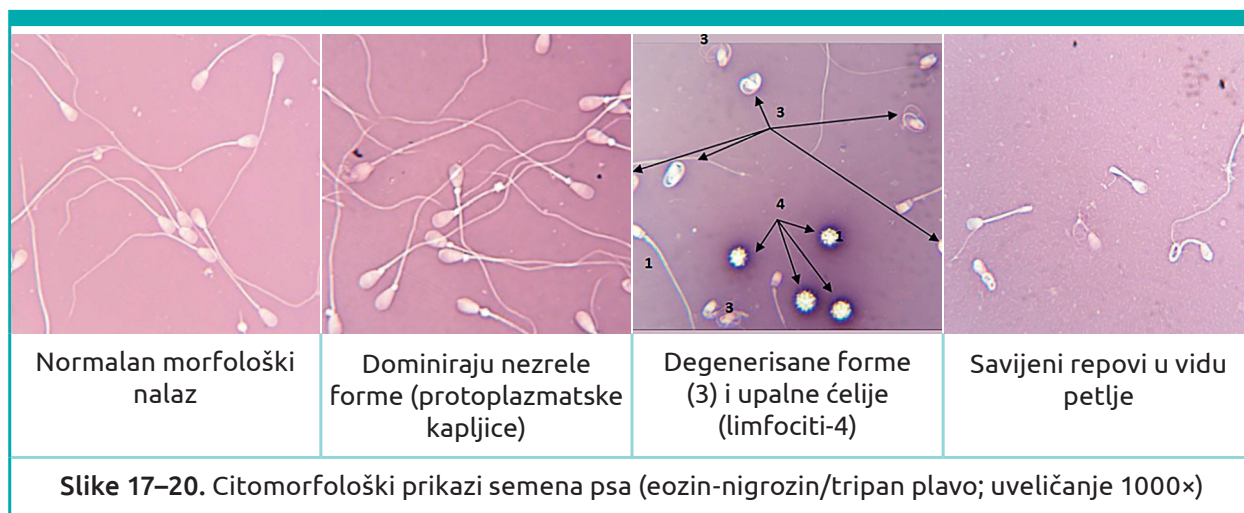 3
3
4
1
1
3
Normalan morfološki
nalaz
Dominiraju nezrele
forme (protoplazmatske
kapljice)
Degenerisane forme
(3) i upalne ćelije
(limfociti-4)
Savijeni repovi u vidu
petlje
Slike 17–20. Citomorfološki prikazi semena psa (eozin-nigrozin/tripan plavo; uveličanje 1000×)